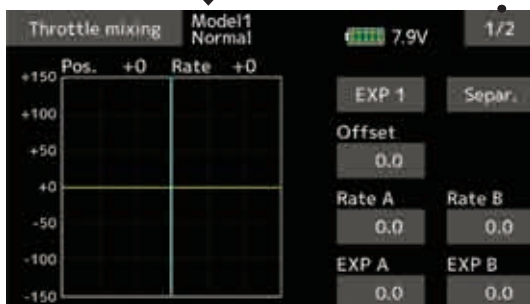 Throttle mixing
Model1
Normal
7.9V
1/2
Pos. +0 Rate +0
+150
+100
+50
+0
-50
-100
-150
EXP 1
Separ.
Offset
0.0
Rate A
Rate B
0.0
0.0
EXP A
EXP B
0.0
0.0